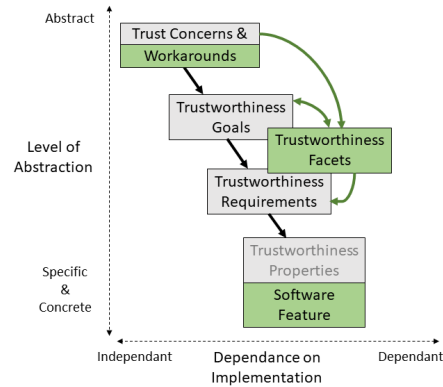 Abstract
Trust Concerns &
Workarounds
Trustworthiness
Goals
Level of
Abstraction
Trustworthiness
Facets
Trustworthiness
Requirements
Trustworthiness
Properties
Specific
&
Concrete
Software
Feature
Independant
Dependance on
Implementation
Dependant